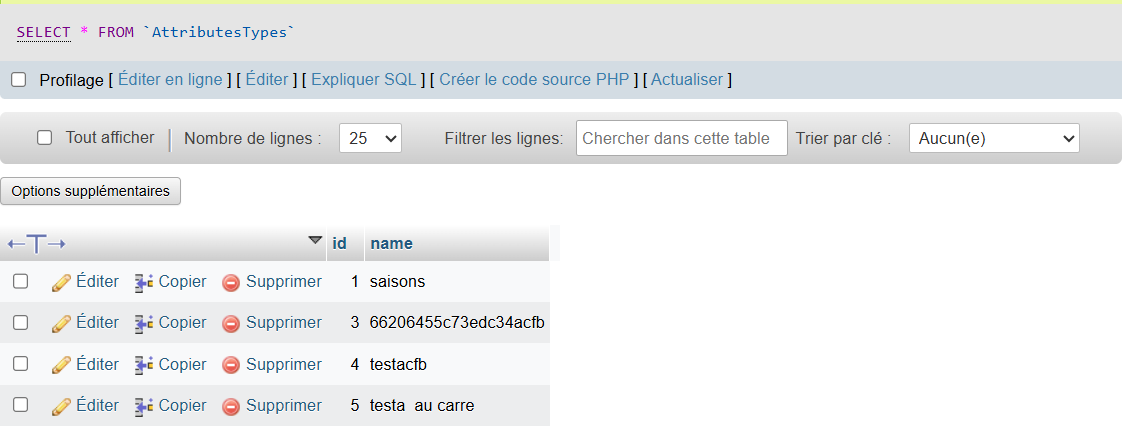 SELECT * FROM `AttributesTypes`
Profilage [ Éditer en ligne ] [ Éditer ] [ Expliquer SQL ] [ Créer le code source PHP ] [ Actualiser ]
Tout afficher Nombre de lignes : 25 Filtrer les lignes: Chercher dans cette table Trier par clé : Aucun(e)
Options supplémentaires
←T→ id name
Éditer Copier Supprimer 1 saisons
Éditer Copier Supprimer 3 66206455c73edc34acfb
Éditer Copier Supprimer 4 testacfb
Éditer Copier Supprimer 5 testa au carre